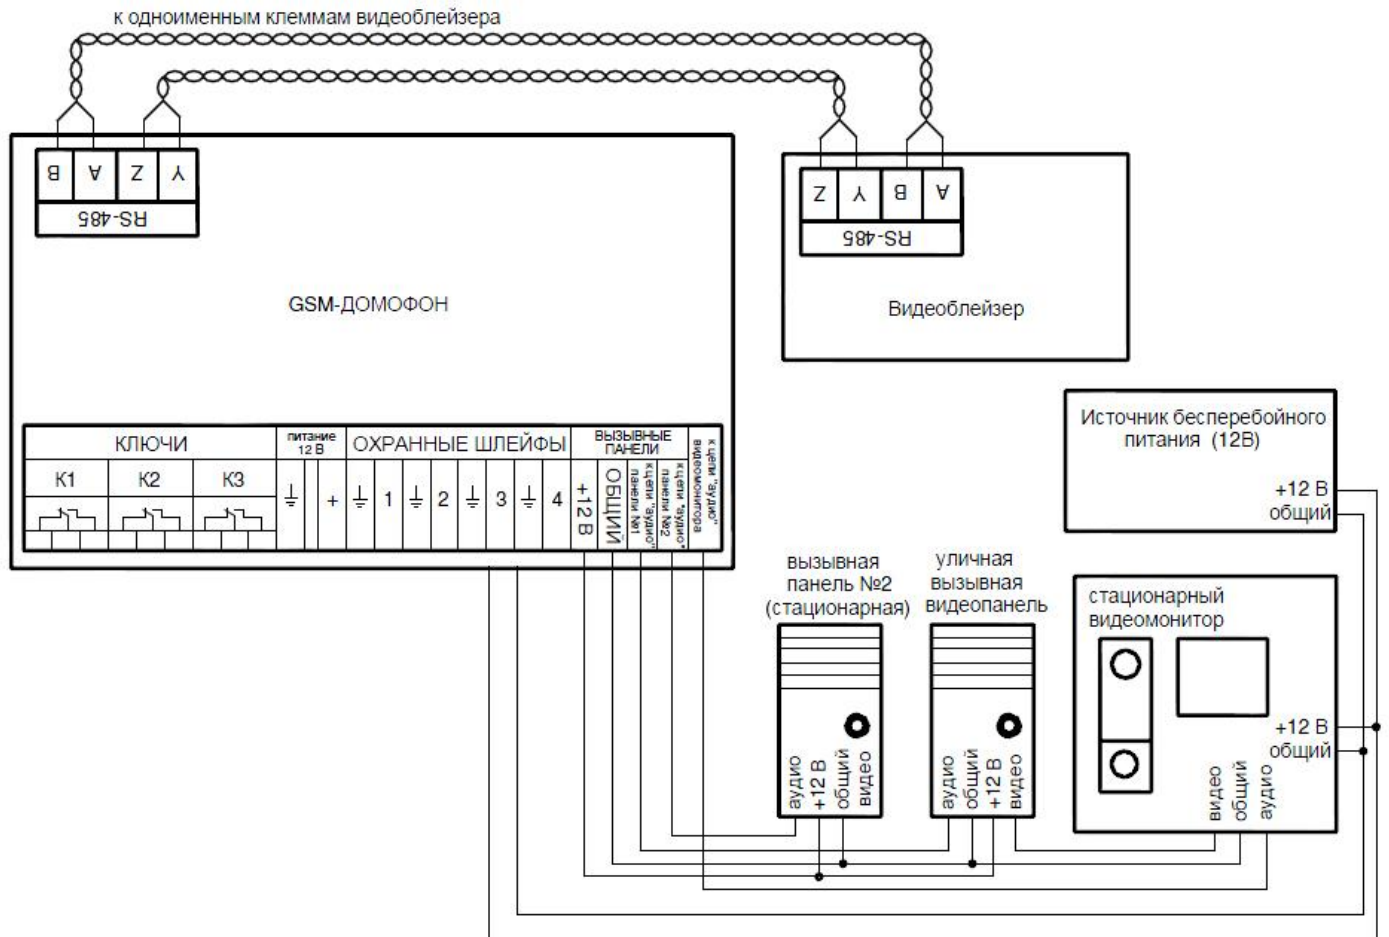 к одноименным клеммам видеоблейзера
B A Z Y
RS-485
Z Y B A
RS-485
GSM-ДОМОФОН
Видеоблейзер
КЛЮЧИ
K1 K2 K3
питание
12 В
+
ОХРАННЫЕ ШЛЕЙФЫ
1 2 3 4
ВЫЗЫВНЫЕ
ПАНЕЛИ
+12 В
ОБЩИЙ
к цепи "аудио"
панели №1
к цепи "аудио"
панели №2
к цепи "аудио"
видеомонитора
Источник бесперебойного
питания (12В)
+12 В
общий
вызывная
панель №2
(стационарная)
аудио
+12 В
общий
видео
уличная
вызывная
видеопанель
аудио
общий
+12 В
видео
стационарный
видеомонитор
+12 В
общий
видео
общий
аудио